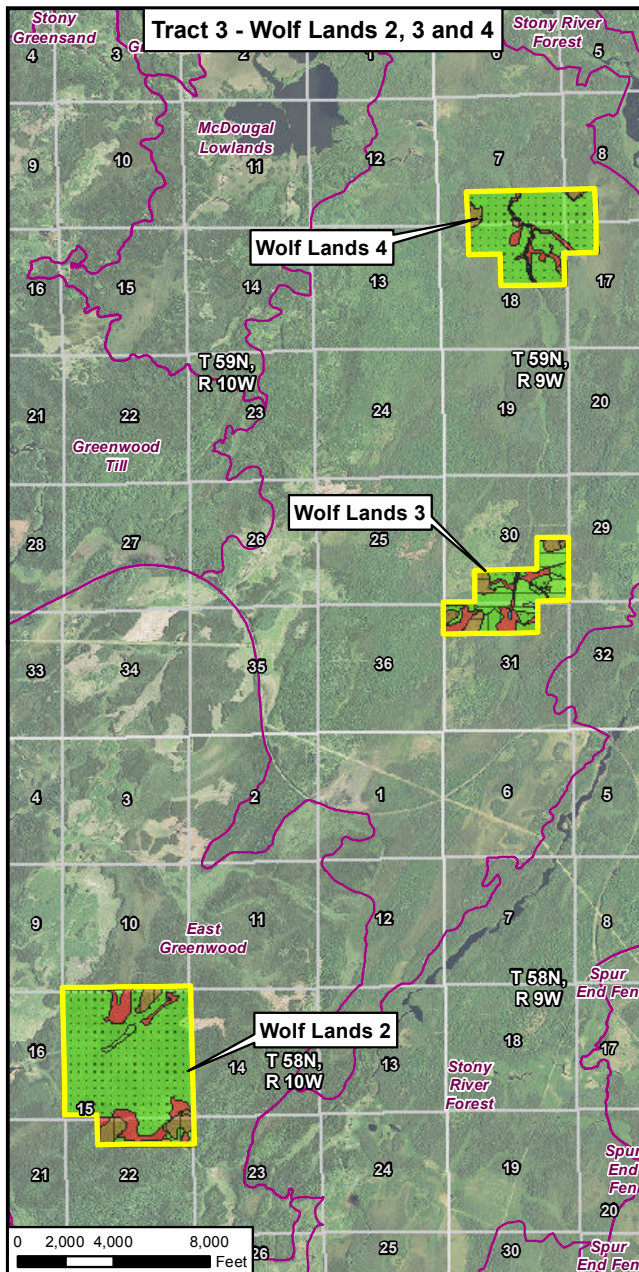 Tract 3 - Wolf Lands 2, 3 and 4
Stony
Greensand
Stony River
Forest
4
3
2
1
6
5
McDougal
Lowlands
9
10
11
12
7
8
Wolf Lands 4
16
15
14
13
18
17
T 59N,
R 10W
T 59N,
R 9W
21
22
23
24
19
20
Greenwood
Till
Wolf Lands 3
28
27
26
25
30
29
33
34
35
36
31
32
4
3
2
1
6
5
9
10
11
12
7
8
East
Greenwood
T 58N,
R 9W
Spur
End Fen
Wolf Lands 2
16
15
14
13
18
17
T 58N,
R 10W
Stony
River
Forest
21
22
23
24
19
20
Spur
End
Fen
26
25
30
Spur
End Fen
0 2,000 4,000 8,000
Feet